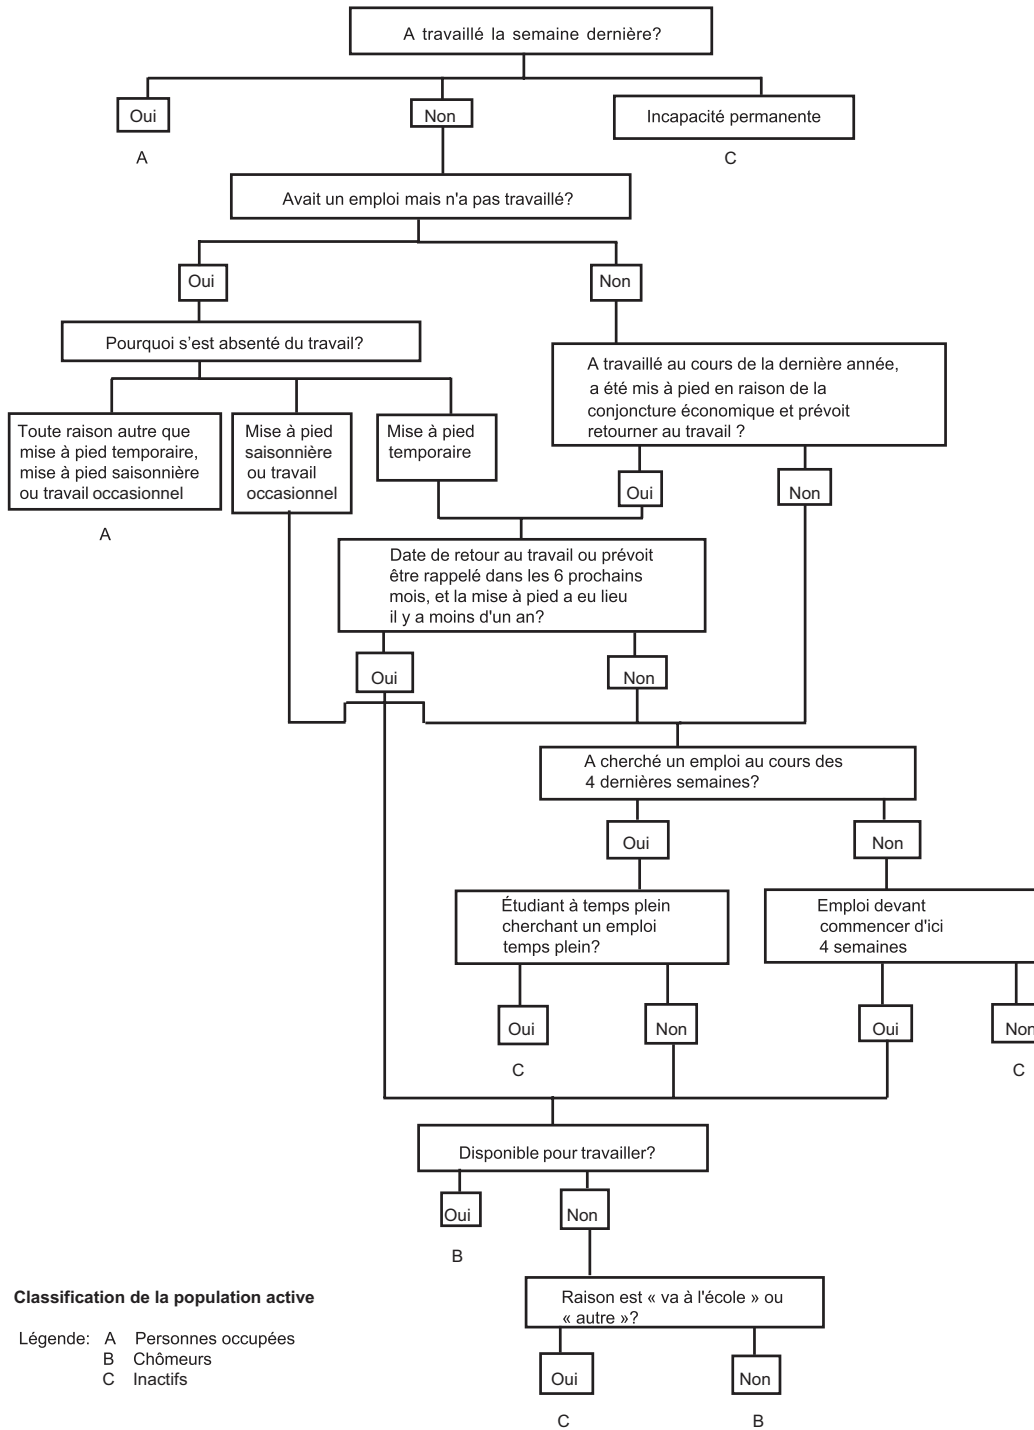 A travaillé la semaine dernière?
Oui
Non
Incapacité permanente
A
C
Avait un emploi mais n'a pas travaillé?
Oui
Non
Pourquoi s'est absenté du travail?
A travaillé au cours de la dernière année,
a été mis à pied en raison de la
conjoncture économique et prévoit
retourner au travail ?
Toute raison autre que
mise à pied temporaire,
mise à pied saisonnière
ou travail occasionnel
Mise à pied
saisonnière
ou travail
occasionnel
Mise à pied
temporaire
Oui
Non
A
Date de retour au travail ou prévoit
être rappelé dans les 6 prochains
mois, et la mise à pied a eu lieu
il y a moins d'un an?
Oui
Non
A cherché un emploi au cours des
4 dernières semaines?
Oui
Non
Étudiant à temps plein
cherchant un emploi
temps plein?
Emploi devant
commencer d'ici
4 semaines
Oui
Non
Oui
Non
C
C
Disponible pour travailler?
Oui
Non
B
Raison est « va à l'école » ou
« autre »?
Oui
Non
C
B
Classification de la population active
Légende: A Personnes occupées
B Chômeurs
C Inactifs